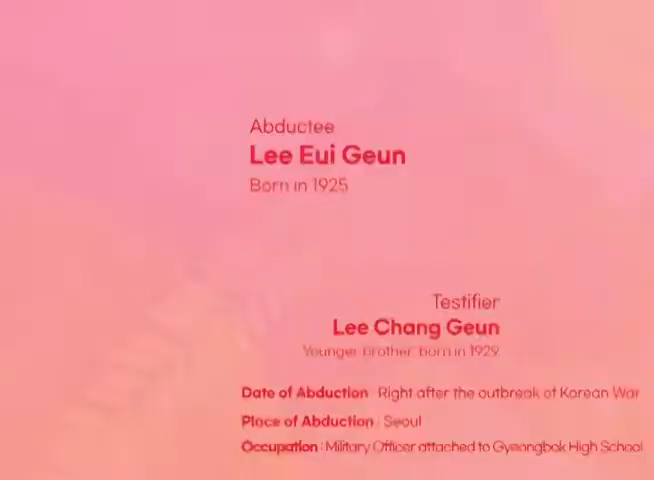 Abductee
Lee Eui Geun
Born in 1925
Testifier
Lee Chang Geun
Younger brother, born in 1929
Date of Abduction : Right after the outbreak of Korean War
Place of Abduction : Seoul
Occupation : Military Officer attached to Gyeongbok High School